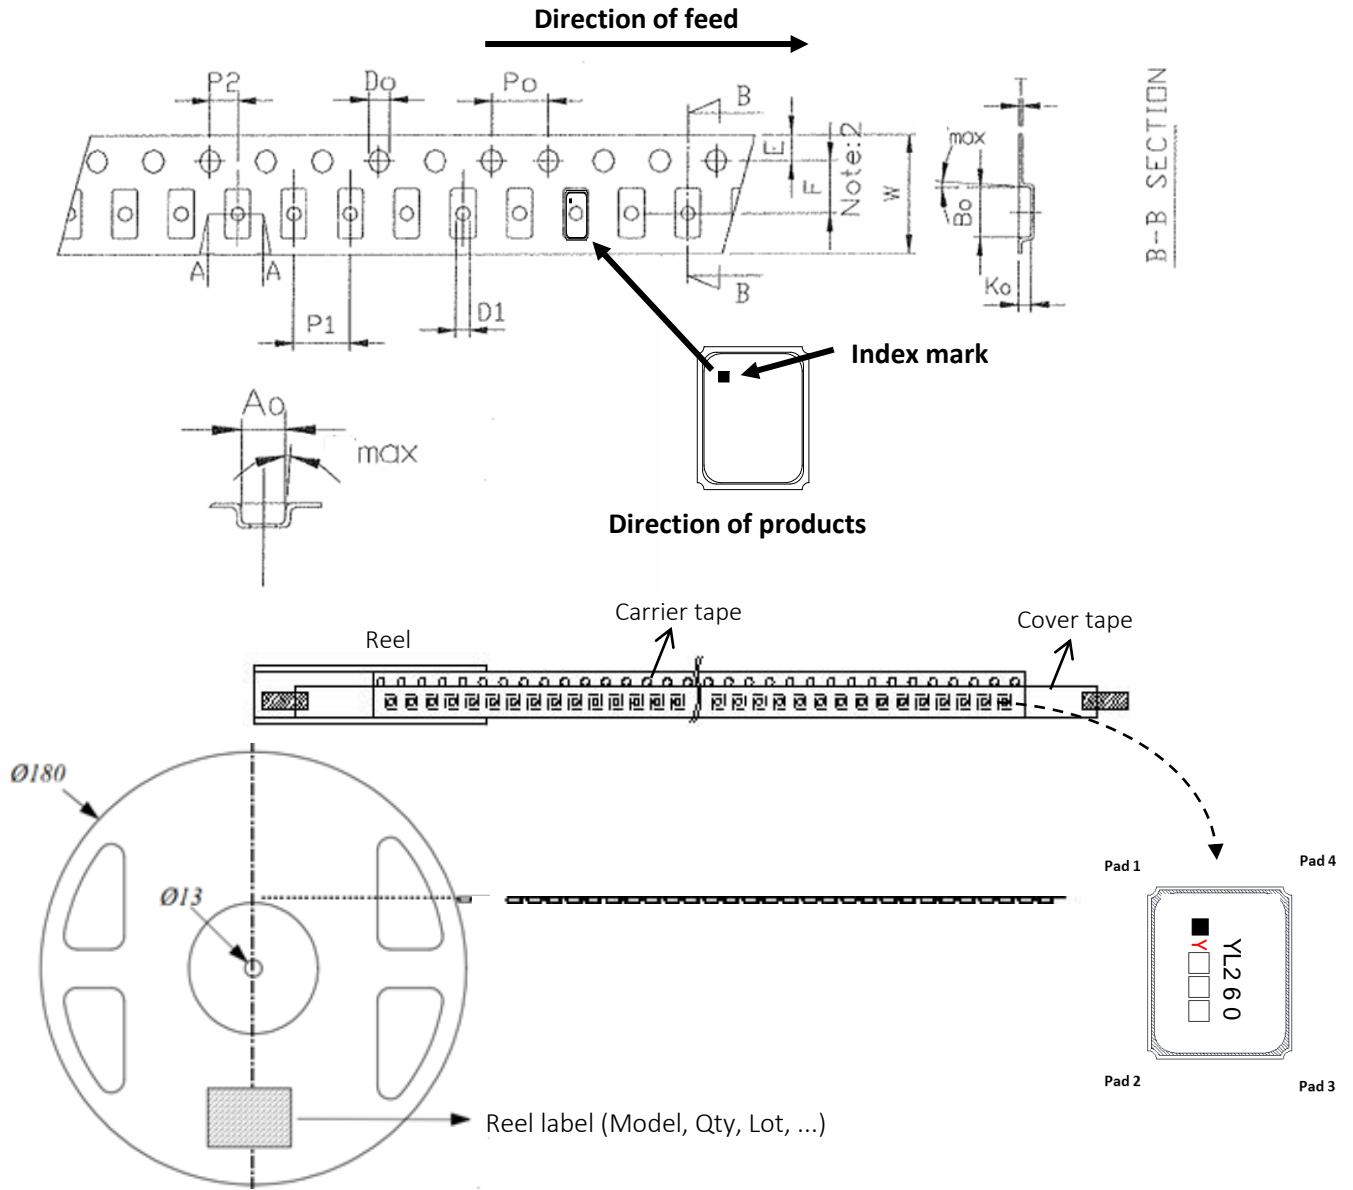 Direction of feed
P2
Do
Po
B
E
F
Note:2
W
T
max
Bo
Ko
B-B SECTION
A
A
P1
D1
B
Index mark
Ao
max
Direction of products
Carrier tape
Cover tape
Reel
Ø180
Ø13
Pad 1
Pad 4
YL260
Y
Pad 2
Pad 3
Reel label (Model, Qty, Lot, ...)